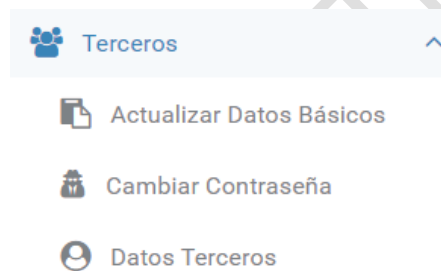 Terceros
Actualizar Datos Básicos
Cambiar Contraseña
Datos Terceros